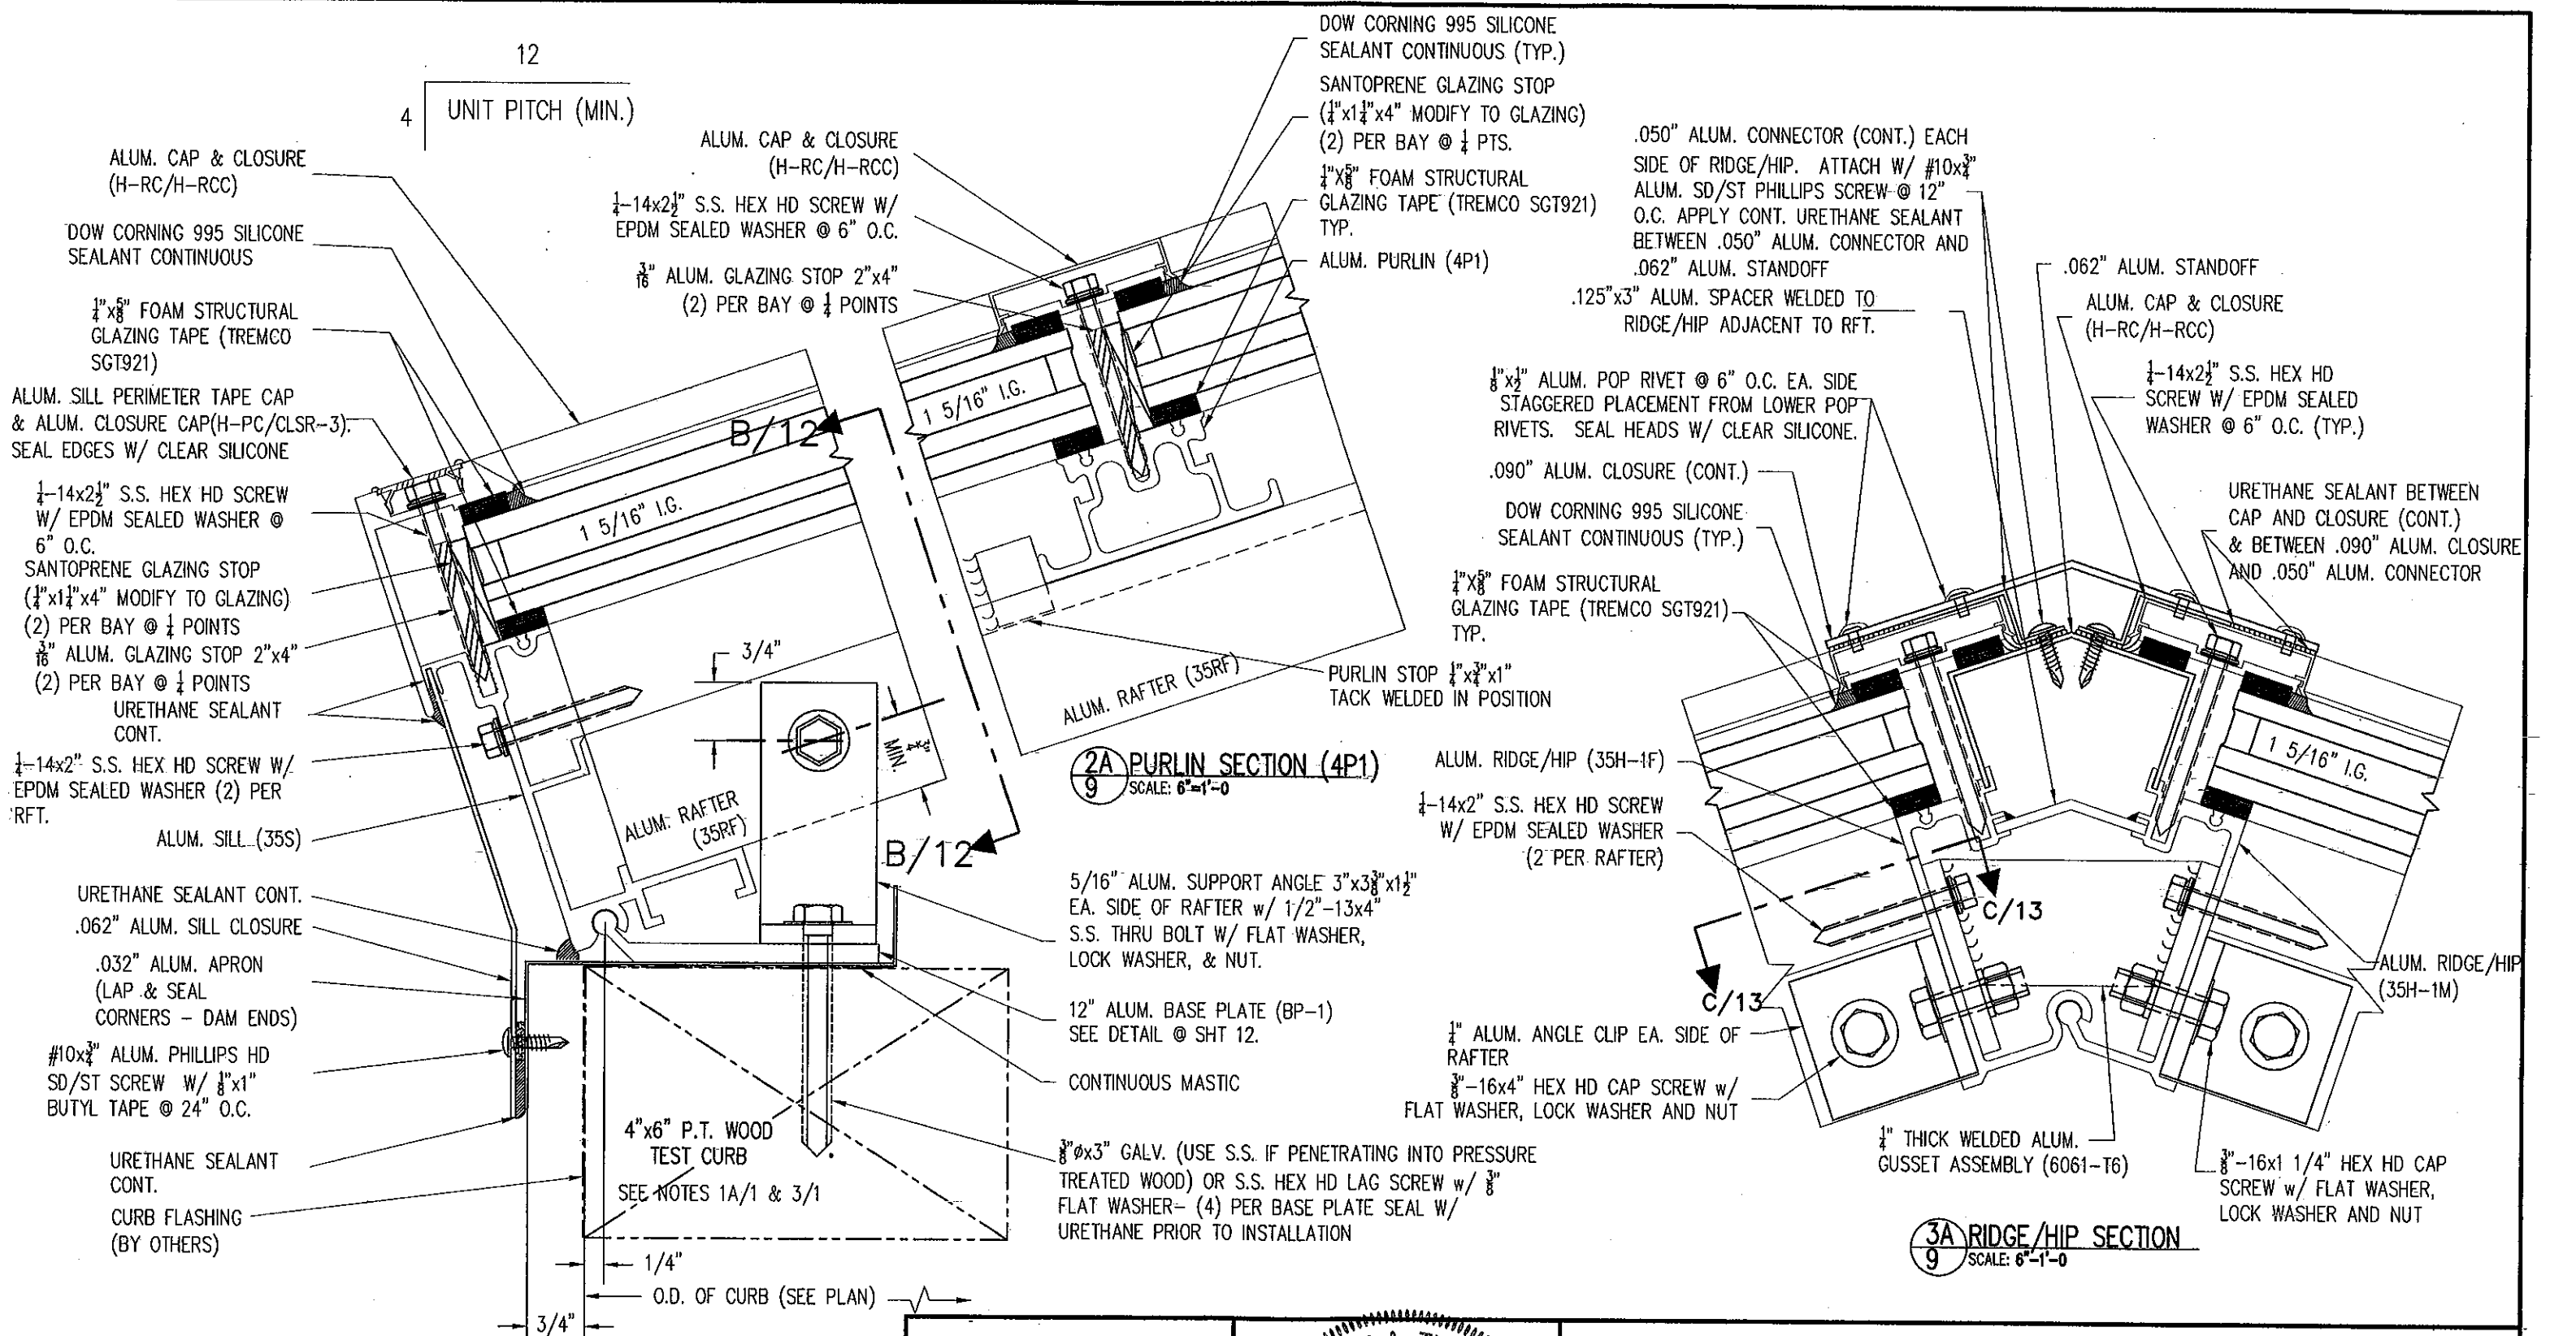 12
4
UNIT PITCH (MIN.)
ALUM. CAP & CLOSURE
(H-RC/H-RCC)
DOW CORNING 995 SILICONE
SEALANT CONTINUOUS
1/4"x5/8" FOAM STRUCTURAL
GLAZING TAPE (TREMCO
SGT921)
ALUM. SILL PERIMETER TAPE CAP
& ALUM. CLOSURE CAP(H-PC/CLSR-3).
SEAL EDGES W/ CLEAR SILICONE
1/4-14x2 1/2" S.S. HEX HD SCREW
W/ EPDM SEALED WASHER @
6" O.C.
SANTOPRENE GLAZING STOP
(1/4"x1 1/4"x4" MODIFY TO GLAZING)
(2) PER BAY @ 1/4 POINTS
3/16" ALUM. GLAZING STOP 2"x4"
(2) PER BAY @ 1/4 POINTS
URETHANE SEALANT
CONT.
1/4-14x2" S.S. HEX HD SCREW W/
EPDM SEALED WASHER (2) PER
RFT.
ALUM. SILL (35S)
URETHANE SEALANT CONT.
.062" ALUM. SILL CLOSURE
.032" ALUM. APRON
(LAP & SEAL
CORNERS - DAM ENDS)
#10x3/4" ALUM. PHILLIPS HD
SD/ST SCREW W/ 1/8"x1"
BUTYL TAPE @ 24" O.C.
URETHANE SEALANT
CONT.
CURB FLASHING
(BY OTHERS)
1 5/16" I.G.
B/12
3/4"
MIN.
ALUM. RAFTER
(35RF)
B/12
4"x6" P.T. WOOD
TEST CURB
SEE NOTES 1A/1 & 3/1
1/4"
O.D. OF CURB (SEE PLAN)
3/4"
5/16" ALUM. SUPPORT ANGLE 3"x3 3/8"x1 1/2"
EA. SIDE OF RAFTER w/ 1/2"-13x4"
S.S. THRU BOLT W/ FLAT WASHER,
LOCK WASHER, & NUT.
12" ALUM. BASE PLATE (BP-1)
SEE DETAIL @ SHT 12.
CONTINUOUS MASTIC
3/8"øx3" GALV. (USE S.S. IF PENETRATING INTO PRESSURE
TREATED WOOD) OR S.S. HEX HD LAG SCREW w/ 3/8"
FLAT WASHER- (4) PER BASE PLATE SEAL W/
URETHANE PRIOR TO INSTALLATION
ALUM. CAP & CLOSURE
(H-RC/H-RCC)
1/4-14x2 1/2" S.S. HEX HD SCREW W/
EPDM SEALED WASHER @ 6" O.C.
3/16" ALUM. GLAZING STOP 2"x4"
(2) PER BAY @ 1/4 POINTS
DOW CORNING 995 SILICONE
SEALANT CONTINUOUS (TYP.)
SANTOPRENE GLAZING STOP
(1/4"x1 1/4"x4" MODIFY TO GLAZING)
(2) PER BAY @ 1/4 PTS.
1/4"X5/8" FOAM STRUCTURAL
GLAZING TAPE (TREMCO SGT921)
TYP.
ALUM. PURLIN (4P1)
1 5/16" I.G.
PURLIN STOP 1/4"x3/4"x1"
TACK WELDED IN POSITION
ALUM. RAFTER (35RF)
2A
9
PURLIN SECTION (4P1)
SCALE: 6"=1'-0
.050" ALUM. CONNECTOR (CONT.) EACH
SIDE OF RIDGE/HIP. ATTACH W/ #10x3/4"
ALUM. SD/ST PHILLIPS SCREW @ 12"
O.C. APPLY CONT. URETHANE SEALANT
BETWEEN .050" ALUM. CONNECTOR AND
.062" ALUM. STANDOFF
.125"x3" ALUM. SPACER WELDED TO
RIDGE/HIP ADJACENT TO RFT.
1/8"x1/2" ALUM. POP RIVET @ 6" O.C. EA. SIDE
STAGGERED PLACEMENT FROM LOWER POP
RIVETS. SEAL HEADS W/ CLEAR SILICONE.
.090" ALUM. CLOSURE (CONT.)
DOW CORNING 995 SILICONE
SEALANT CONTINUOUS (TYP.)
1/4"X5/8" FOAM STRUCTURAL
GLAZING TAPE (TREMCO SGT921)
TYP.
ALUM. RIDGE/HIP (35H-1F)
1/4-14x2" S.S. HEX HD SCREW
W/ EPDM SEALED WASHER
(2 PER RAFTER)
C/13
C/13
1/4" ALUM. ANGLE CLIP EA. SIDE OF
RAFTER
3/8"-16x4" HEX HD CAP SCREW w/
FLAT WASHER, LOCK WASHER AND NUT
.062" ALUM. STANDOFF
ALUM. CAP & CLOSURE
(H-RC/H-RCC)
1/4-14x2 1/2" S.S. HEX HD
SCREW W/ EPDM SEALED
WASHER @ 6" O.C. (TYP.)
URETHANE SEALANT BETWEEN
CAP AND CLOSURE (CONT.)
& BETWEEN .090" ALUM. CLOSURE
AND .050" ALUM. CONNECTOR
1 5/16" I.G.
ALUM. RIDGE/HIP
(35H-1M)
1/4" THICK WELDED ALUM.
GUSSET ASSEMBLY (6061-T6)
3/8"-16x1 1/4" HEX HD CAP
SCREW w/ FLAT WASHER,
LOCK WASHER AND NUT
3A
9
RIDGE/HIP SECTION
SCALE: 6"-1'-0